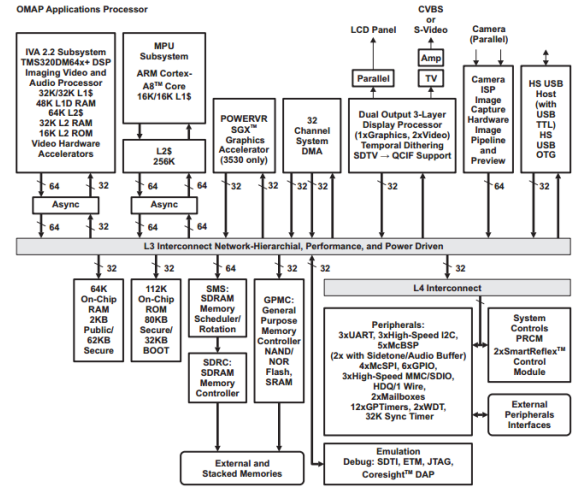 OMAP Applications Processor
IVA 2.2 Subsystem
TMS320DM64x+ DSP
Imaging Video and
Audio Processor
32K/32K L1$
48K L1D RAM
64K L2$
32K L2 RAM
16K L2 ROM
Video Hardware
Accelerators
MPU
Subsystem
ARM Cortex-
A8™ Core
16K/16K L1$
L2$
256K
POWERVR
SGX™
Graphics
Accelerator
(3530 only)
32
Channel
System
DMA
LCD Panel
CVBS
or
S-Video
Amp
Parallel
TV
Dual Output 3-Layer
Display Processor
(1xGraphics, 2xVideo)
Temporal Dithering
SDTV → QCIF Support
Camera
(Parallel)
Camera
ISP
Image
Capture
Hardware
Image
Pipeline
and
Preview
HS USB
Host
(with
USB
TTL)
HS
USB
OTG
64
32
64
64
32
32
32
32
64
32
Async
Async
64
32
64
64
L3 Interconnect Network-Hierarchial, Performance, and Power Driven
32
32
64
32
32
32
64K
On-Chip
RAM
2KB
Public/
62KB
Secure
112K
On-Chip
ROM
80KB
Secure/
32KB
BOOT
SMS:
SDRAM
Memory
Scheduler/
Rotation
SDRC:
SDRAM
Memory
Controller
GPMC:
General
Purpose
Memory
Controller
NAND/
NOR
Flash,
SRAM
External and
Stacked Memories
L4 Interconnect
Peripherals:
3xUART, 3xHigh-Speed I2C,
5xMcBSP
(2x with Sidetone/Audio Buffer)
4xMcSPI, 6xGPIO,
3xHigh-Speed MMC/SDIO,
HDQ/1 Wire,
2xMailboxes
12xGPTimers, 2xWDT,
32K Sync Timer
System
Controls
PRCM
2xSmartReflex™
Control
Module
External
Peripherals
Interfaces
Emulation
Debug: SDTI, ETM, JTAG,
Coresight™ DAP